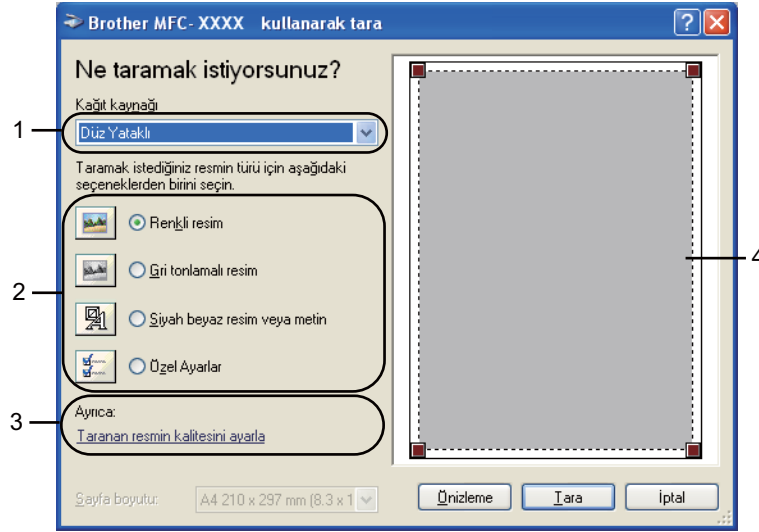 Brother MFC- XXXX kullanarak tara
Ne taramak istiyorsunuz?
Kağıt kaynağı
1
Düz Yataklı
Taramak istediğiniz resmin türü için aşağıdaki
seçeneklerden birini seçin.
2
Renkli resim
Gri tonlamalı resim
Siyah beyaz resim veya metin
Özel Ayarlar
3
Ayrıca:
Taranan resmin kalitesini ayarla
Sayfa boyutu: A4 210 x 297 mm (8.3 x 1
4
Önizleme Tara İptal